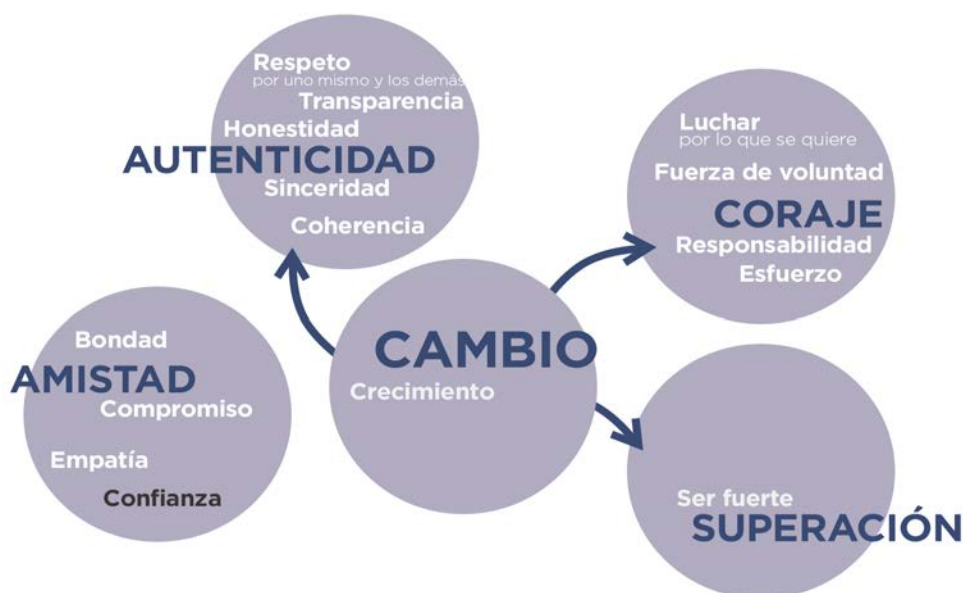 Respeto
por uno mismo y los demás
Transparencia
Honestidad
AUTENTICIDAD
Sinceridad
Coherencia
Luchar
por lo que se quiere
Fuerza de voluntad
CORAJE
Responsabilidad
Esfuerzo
Bondad
AMISTAD
Compromiso
Empatía
Confianza
CAMBIO
Crecimiento
Ser fuerte
SUPERACIÓN